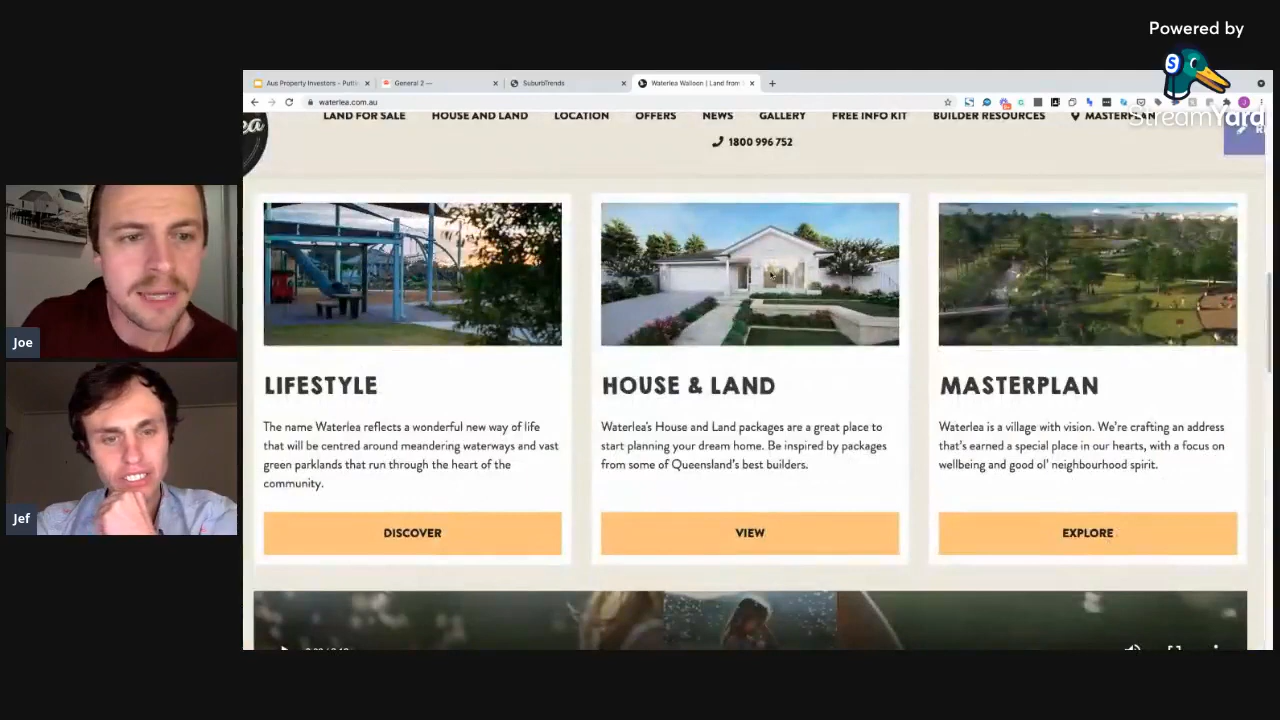 Powered by
S
StreamYard
Aus Property Investors – Putti
General 2 —
SuburbTrends
Waterlea Walloon | Land from
waterlea.com.au
LAND FOR SALE
HOUSE AND LAND
LOCATION
OFFERS
NEWS
GALLERY
FREE INFO KIT
BUILDER RESOURCES
MASTERPLAN
1800 996 752
Joe
Jef
LIFESTYLE
The name Waterlea reflects a wonderful new way of life
that will be centred around meandering waterways and vast
green parklands that run through the heart of the
community.
DISCOVER
HOUSE & LAND
Waterlea's House and Land packages are a great place to
start planning your dream home. Be inspired by packages
from some of Queensland's best builders.
VIEW
MASTERPLAN
Waterlea is a village with vision. We're crafting an address
that's earned a special place in our hearts, with a focus on
wellbeing and good ol' neighbourhood spirit.
EXPLORE